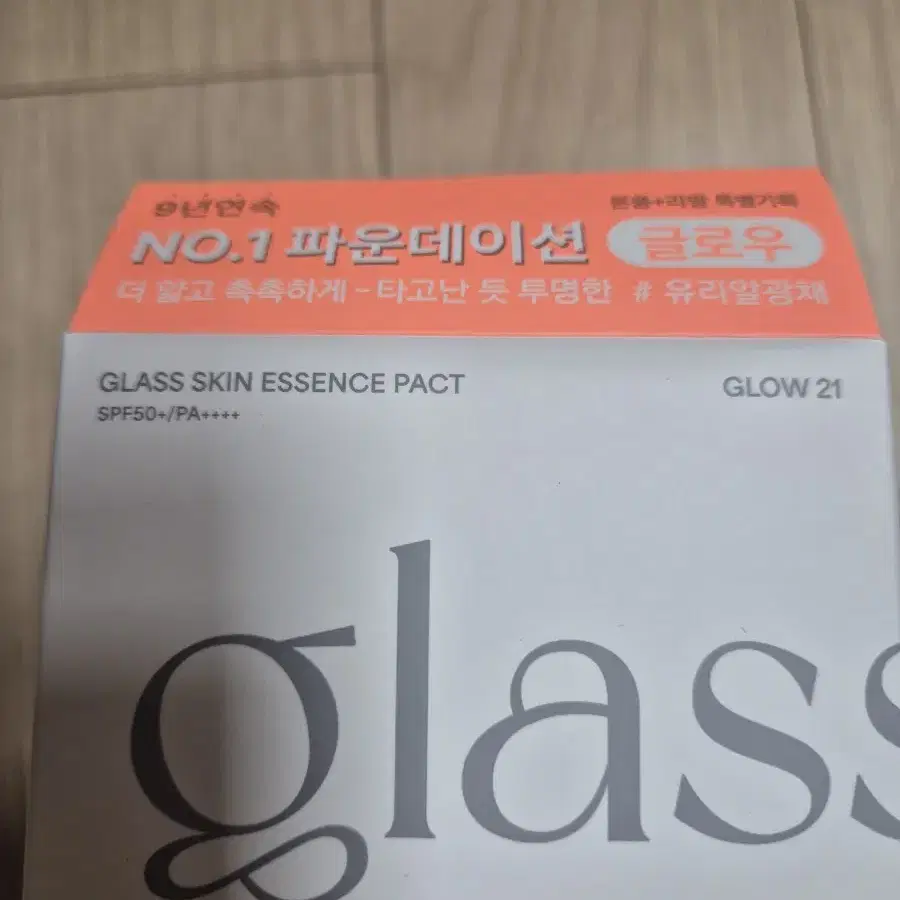 9년연속
본품+리필 특별기획
NO.1 파운데이션 글로우
더 얇고 촉촉하게 - 타고난 듯 투명한 # 유리알광채
GLASS SKIN ESSENCE PACT
GLOW 21
SPF50+/PA++++
glass